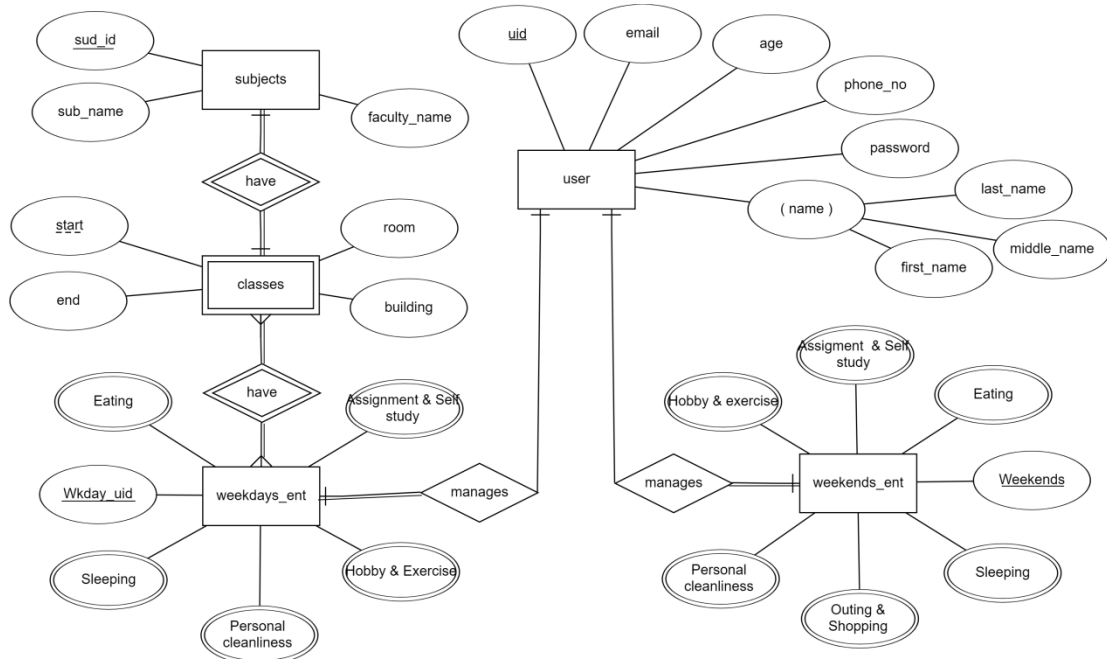 sud_id
subjects
sub_name
faculty_name
have
start
room
classes
end
building
have
Eating
Assignment & Self
study
Wkday_uid
weekdays_ent
Sleeping
Hobby & Exercise
Personal
cleanliness
manages
uid
email
age
phone_no
password
user
( name )
last_name
middle_name
first_name
manages
Assigment & Self
study
Hobby & exercise
Eating
weekends_ent
Weekends
Personal
cleanliness
Sleeping
Outing &
Shopping